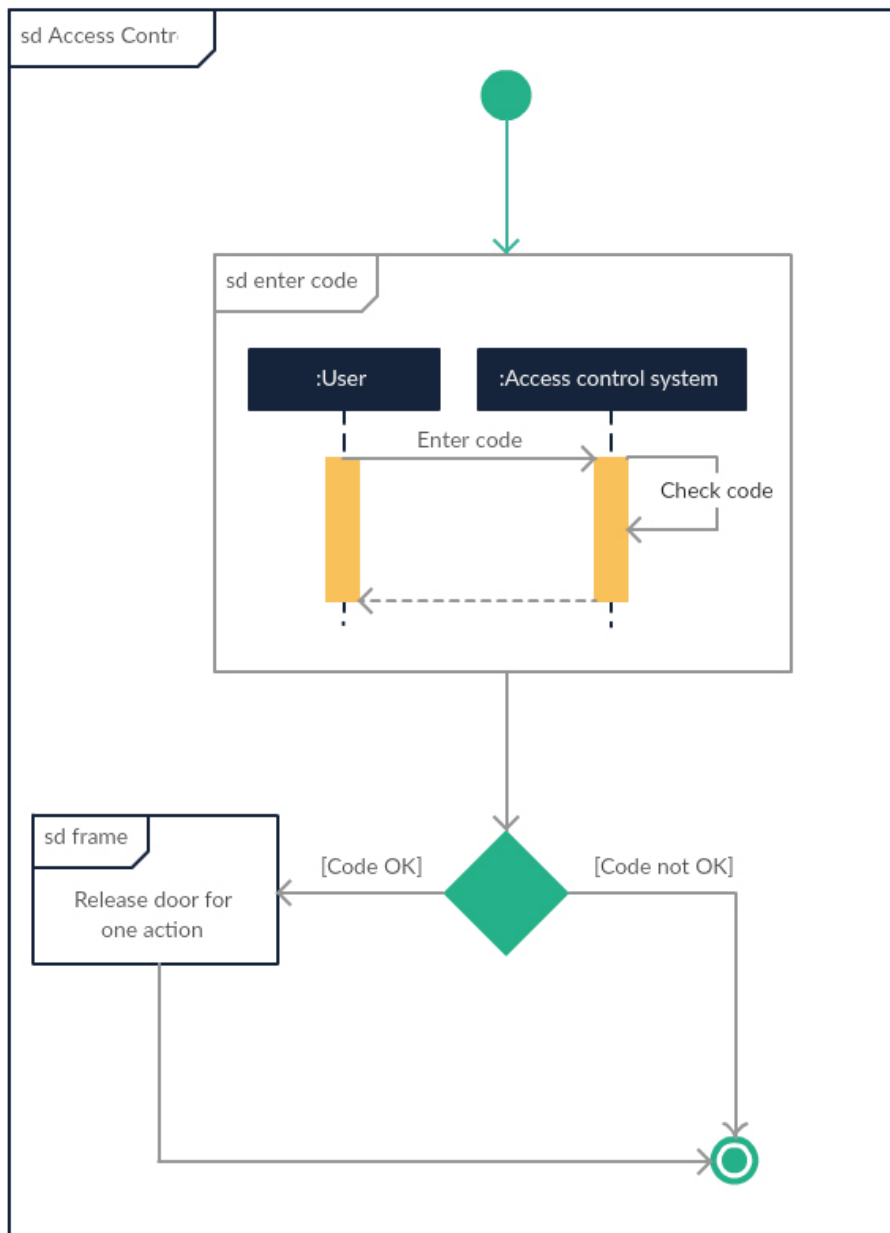 sd Access Contr
sd enter code
:User
:Access control system
Enter code
Check code
sd frame
[Code OK]
[Code not OK]
Release door for
one action